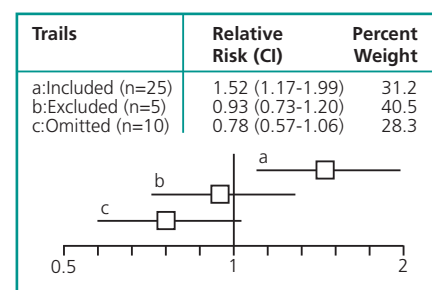 Trails Relative Percent
Risk (CI) Weight
a:Included (n=25) 1.52 (1.17-1.99) 31.2
b:Excluded (n=5) 0.93 (0.73-1.20) 40.5
c:Omitted (n=10) 0.78 (0.57-1.06) 28.3
a
b
c
0.5 1 2